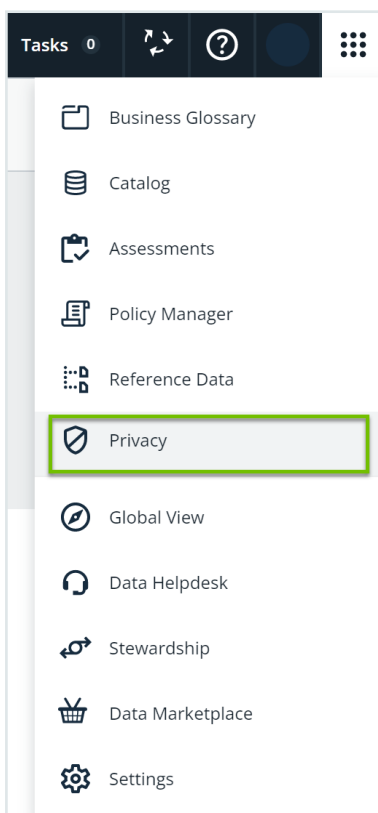 Tasks 0
Business Glossary
Catalog
Assessments
Policy Manager
Reference Data
Privacy
Global View
Data Helpdesk
Stewardship
Data Marketplace
Settings